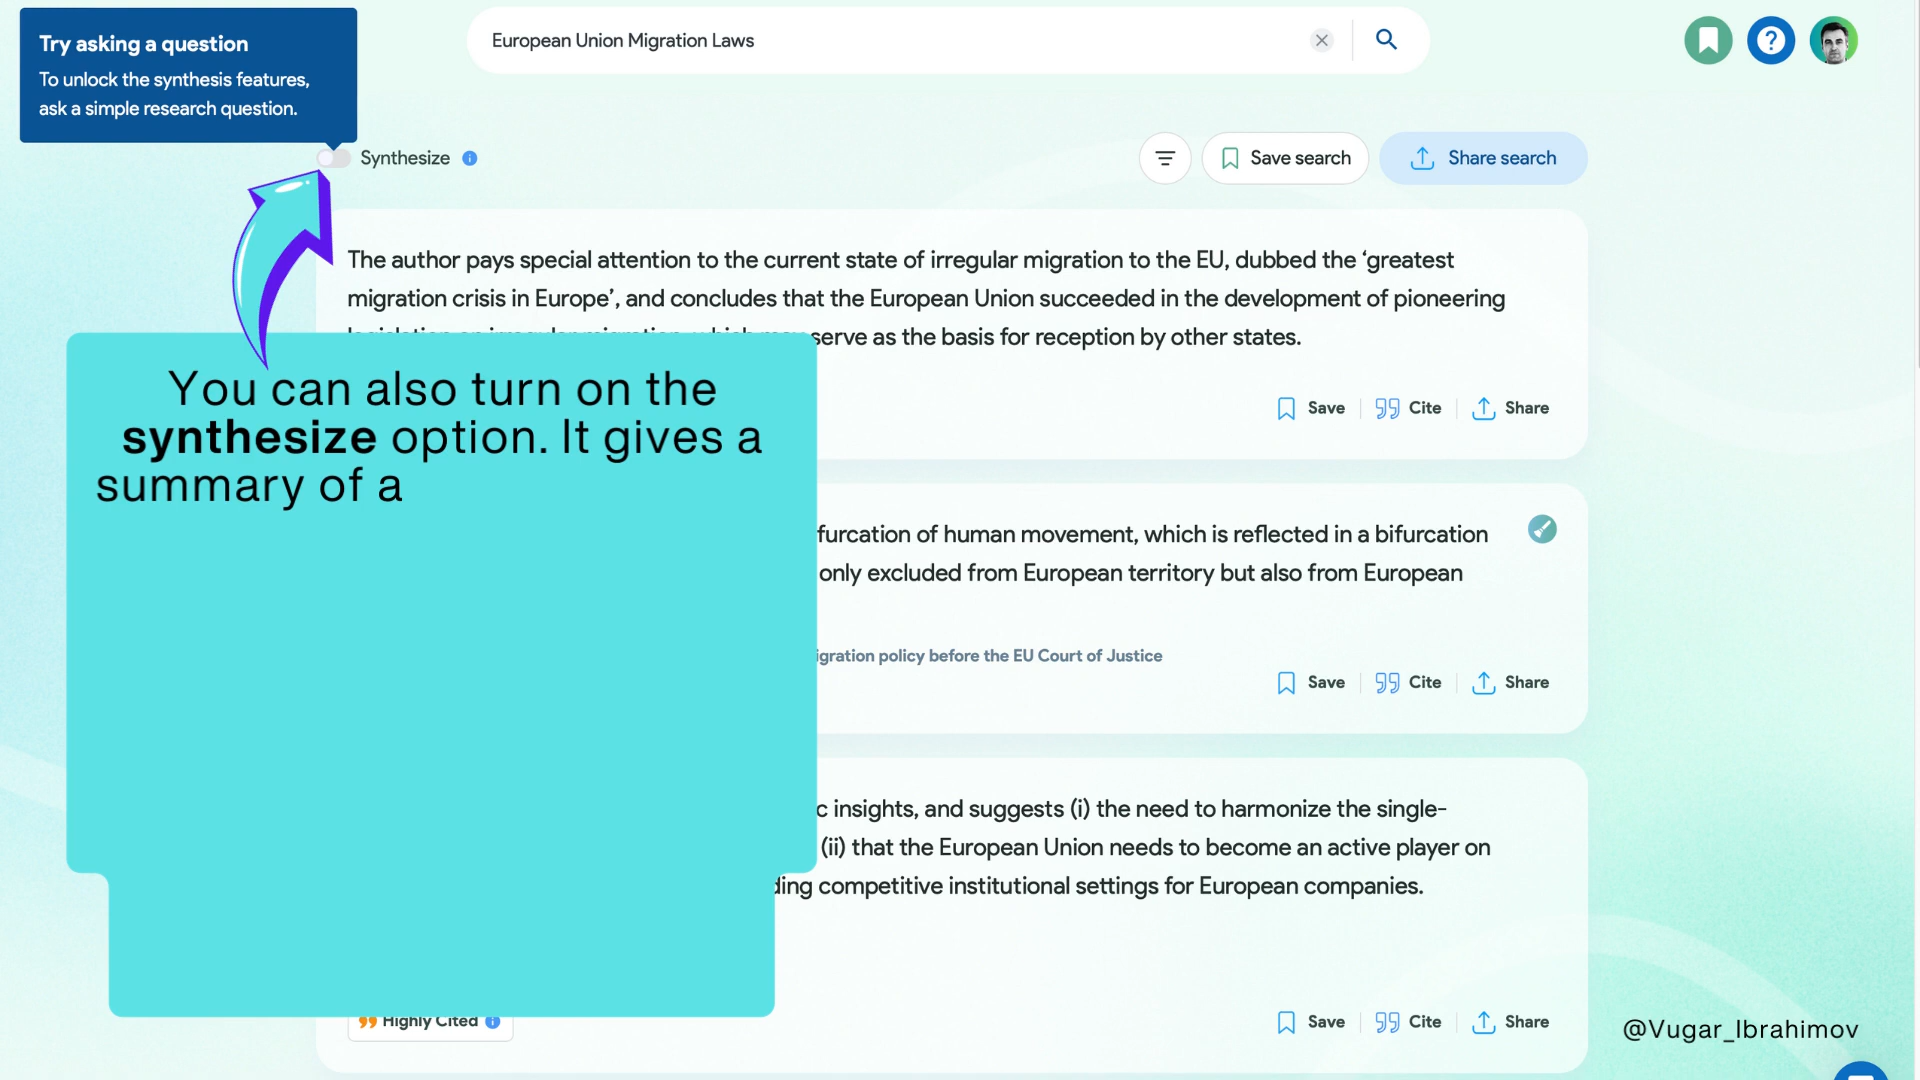 Try asking a question
To unlock the synthesis features,
ask a simple research question.
European Union Migration Laws
Synthesize
Save search
Share search
The author pays special attention to the current state of irregular migration to the EU, dubbed the ‘greatest
migration crisis in Europe’, and concludes that the European Union succeeded in the development of pioneering
serve as the basis for reception by other states.
Save
Cite
Share
You can also turn on the
synthesize option. It gives a
summary of a
furcation of human movement, which is reflected in a bifurcation
only excluded from European territory but also from European
igration policy before the EU Court of Justice
Save
Cite
Share
c insights, and suggests (i) the need to harmonize the single-
(ii) that the European Union needs to become an active player on
ding competitive institutional settings for European companies.
Highly Cited
Save
Cite
Share
@Vugar_Ibrahimov